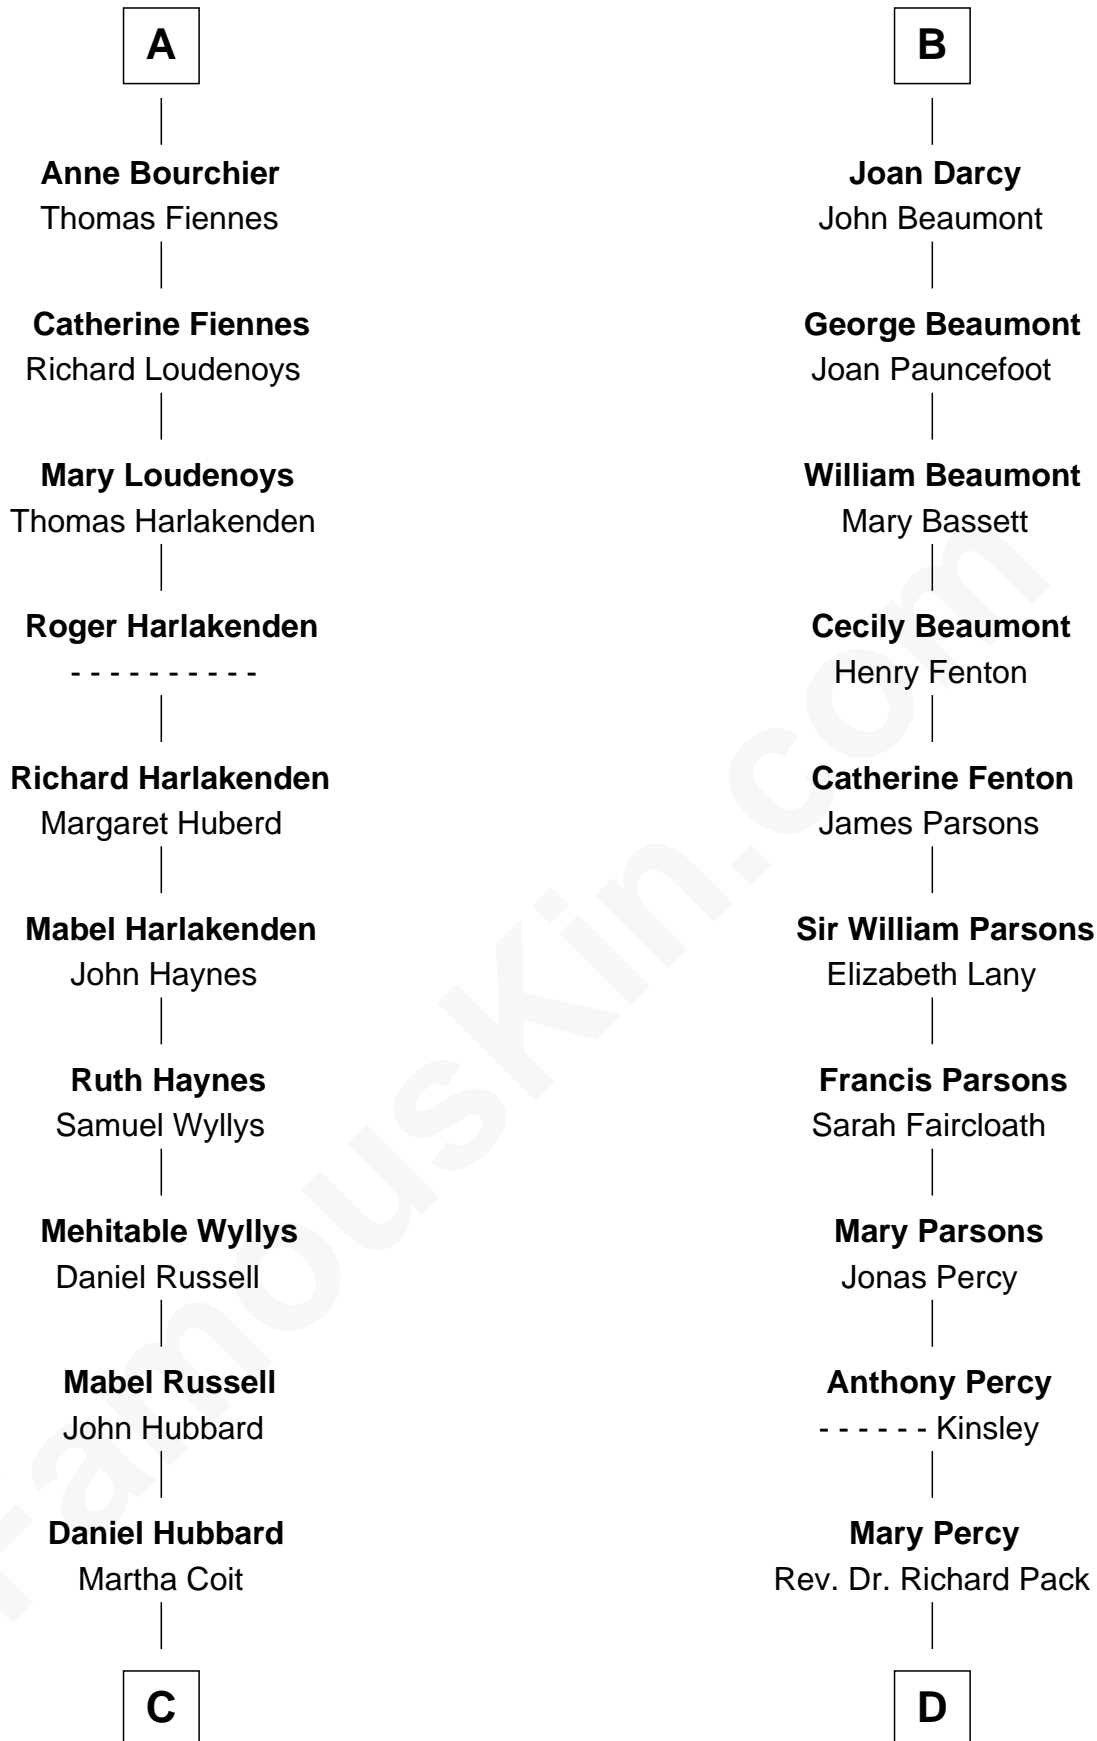 A
Anne Bourchier
Thomas Fiennes
Catherine Fiennes
Richard Loudenoys
Mary Loudenoys
Thomas Harlakenden
Roger Harlakenden
- - - - - - - - - -
Richard Harlakenden
Margaret Huberd
Mabel Harlakenden
John Haynes
Ruth Haynes
Samuel Wyllys
Mehitable Wyllys
Daniel Russell
Mabel Russell
John Hubbard
Daniel Hubbard
Martha Coit
C
B
Joan Darcy
John Beaumont
George Beaumont
Joan Pauncefoot
William Beaumont
Mary Bassett
Cecily Beaumont
Henry Fenton
Catherine Fenton
James Parsons
Sir William Parsons
Elizabeth Lany
Francis Parsons
Sarah Faircloath
Mary Parsons
Jonas Percy
Anthony Percy
- - - - - - Kinsley
Mary Percy
Rev. Dr. Richard Pack
D
FamousKin.com